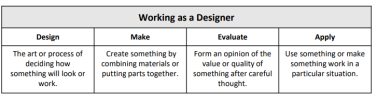 Working as a Designer
Design Make Evaluate Apply
The art or process of Create something by Form an opinion of the Use something or make
deciding how combining materials or value or quality of something work in a
something will look or putting parts together. something after careful particular situation.
work. thought.